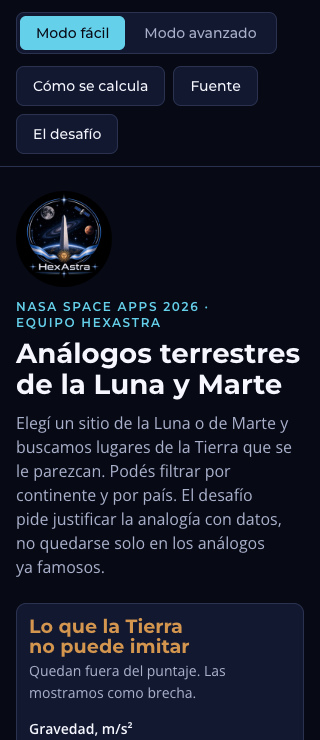 Modo fácil
Modo avanzado
Cómo se calcula
Fuente
El desafío
HexAstra
NASA SPACE APPS 2026 ·
EQUIPO HEXASTRA
Análogos terrestres
de la Luna y Marte
Elegí un sitio de la Luna o de Marte y
buscamos lugares de la Tierra que se
le parezcan. Podés filtrar por
continente y por país. El desafío
pide justificar la analogía con datos,
no quedarse solo en los análogos
ya famosos.
Lo que la Tierra
no puede imitar
Quedan fuera del puntaje. Las
mostramos como brecha.
Gravedad, m/s²